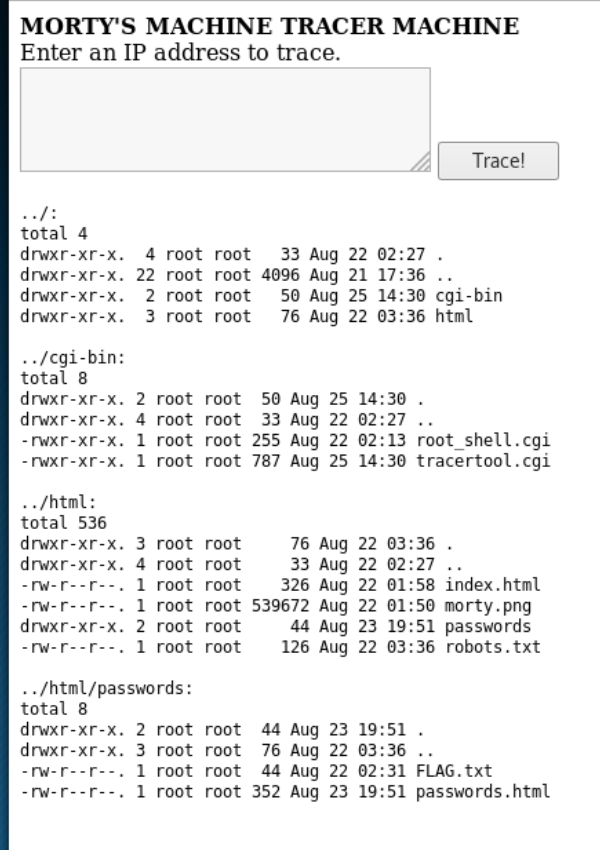 MORTY'S MACHINE TRACER MACHINE
Enter an IP address to trace.
Trace!
../:
total 4
drwxr-xr-x.  4 root root   33 Aug 22 02:27 .
drwxr-xr-x. 22 root root 4096 Aug 21 17:36 ..
drwxr-xr-x.  2 root root   50 Aug 25 14:30 cgi-bin
drwxr-xr-x.  3 root root   76 Aug 22 03:36 html
../cgi-bin:
total 8
drwxr-xr-x. 2 root root  50 Aug 25 14:30 .
drwxr-xr-x. 4 root root  33 Aug 22 02:27 ..
-rwxr-xr-x. 1 root root 255 Aug 22 02:13 root_shell.cgi
-rwxr-xr-x. 1 root root 787 Aug 25 14:30 tracertool.cgi
../html:
total 536
drwxr-xr-x. 3 root root     76 Aug 22 03:36 .
drwxr-xr-x. 4 root root     33 Aug 22 02:27 ..
-rw-r--r--. 1 root root    326 Aug 22 01:58 index.html
-rw-r--r--. 1 root root 539672 Aug 22 01:50 morty.png
drwxr-xr-x. 2 root root     44 Aug 23 19:51 passwords
-rw-r--r--. 1 root root    126 Aug 22 03:36 robots.txt
../html/passwords:
total 8
drwxr-xr-x. 2 root root  44 Aug 23 19:51 .
drwxr-xr-x. 3 root root  76 Aug 22 03:36 ..
-rw-r--r--. 1 root root  44 Aug 22 02:31 FLAG.txt
-rw-r--r--. 1 root root 352 Aug 23 19:51 passwords.html